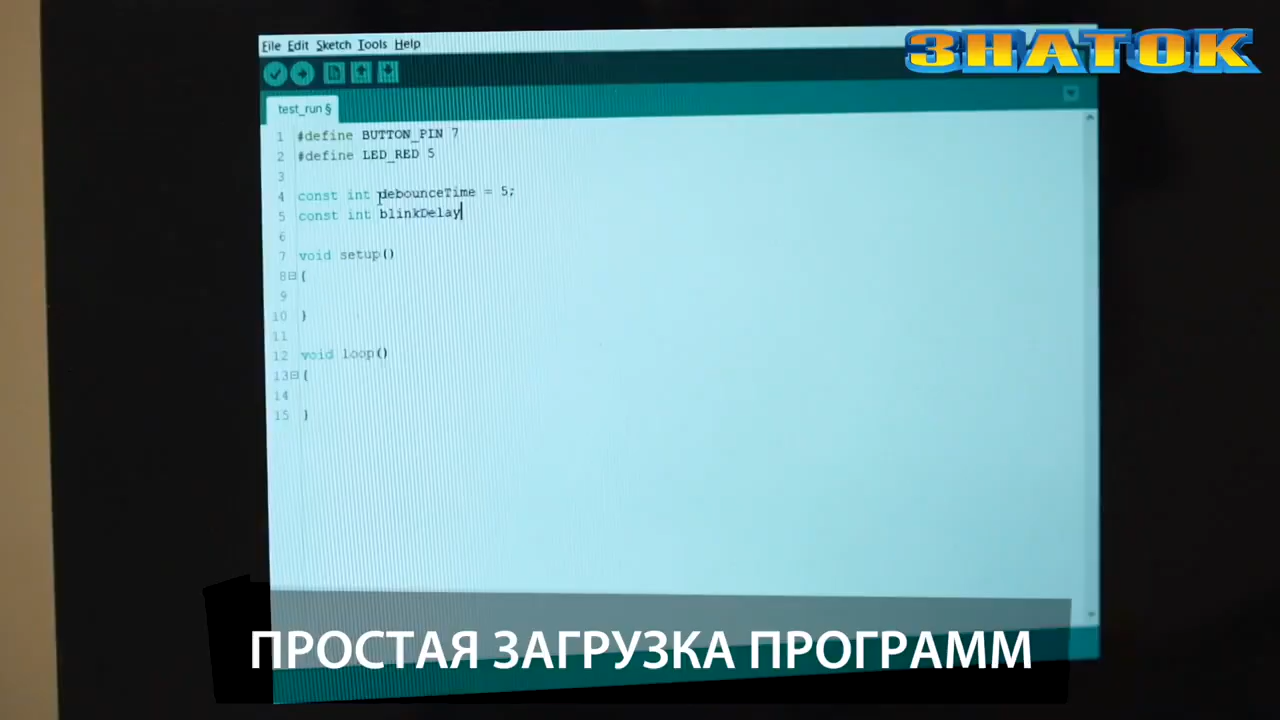 ЗНАТОК
File Edit Sketch Tools Help
test_run §
1 #define BUTTON_PIN 7
2 #define LED_RED 5
3
4 const int debounceTime = 5;
5 const int blinkDelay
6
7 void setup()
8 {
9
10 }
11
12 void loop()
13 {
14
15 }
ПРОСТАЯ ЗАГРУЗКА ПРОГРАММ